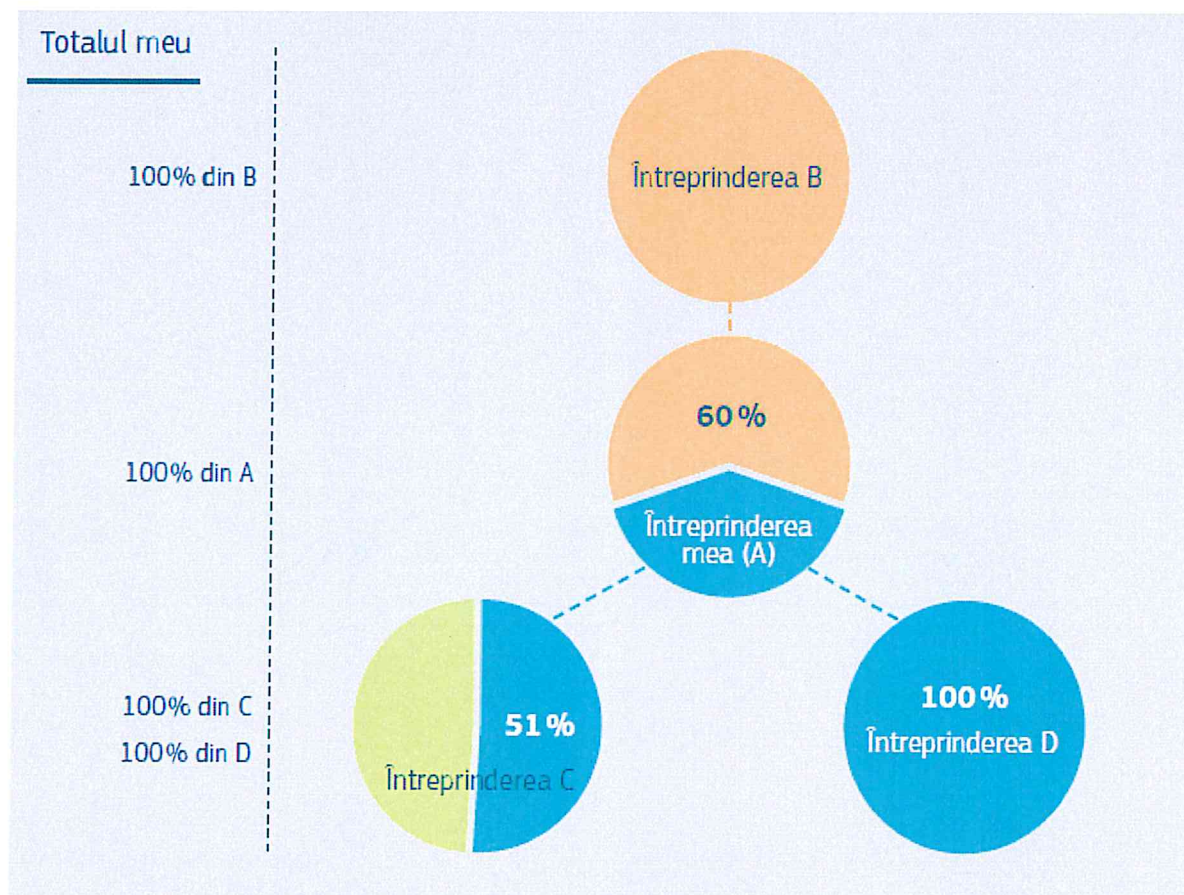 Totalul meu
100% din B
Întreprinderea B
60%
100% din A
Întreprinderea
mea (A)
100% din C
100% din D
51%
Întreprinderea C
100%
Întreprinderea D